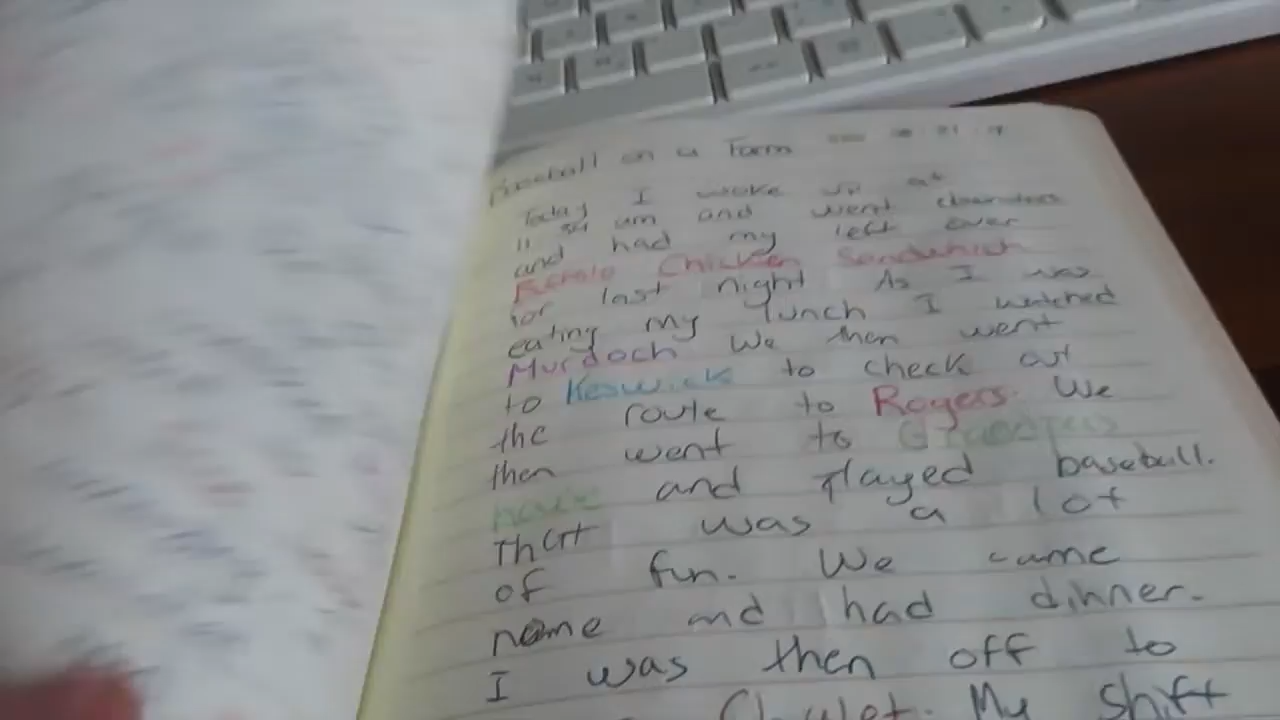 on a Farm
Today I woke up at
11 34 am and went
and had my left over
Chicken Sandwhich
for last night As I was
eating my lunch I watched
Murdoch We then went
to Keswick to check out
the route to Rogers. We
then went to
and played baseball.
That was a lot
of fun. We came
home and had dinner.
I was then off to
My shift